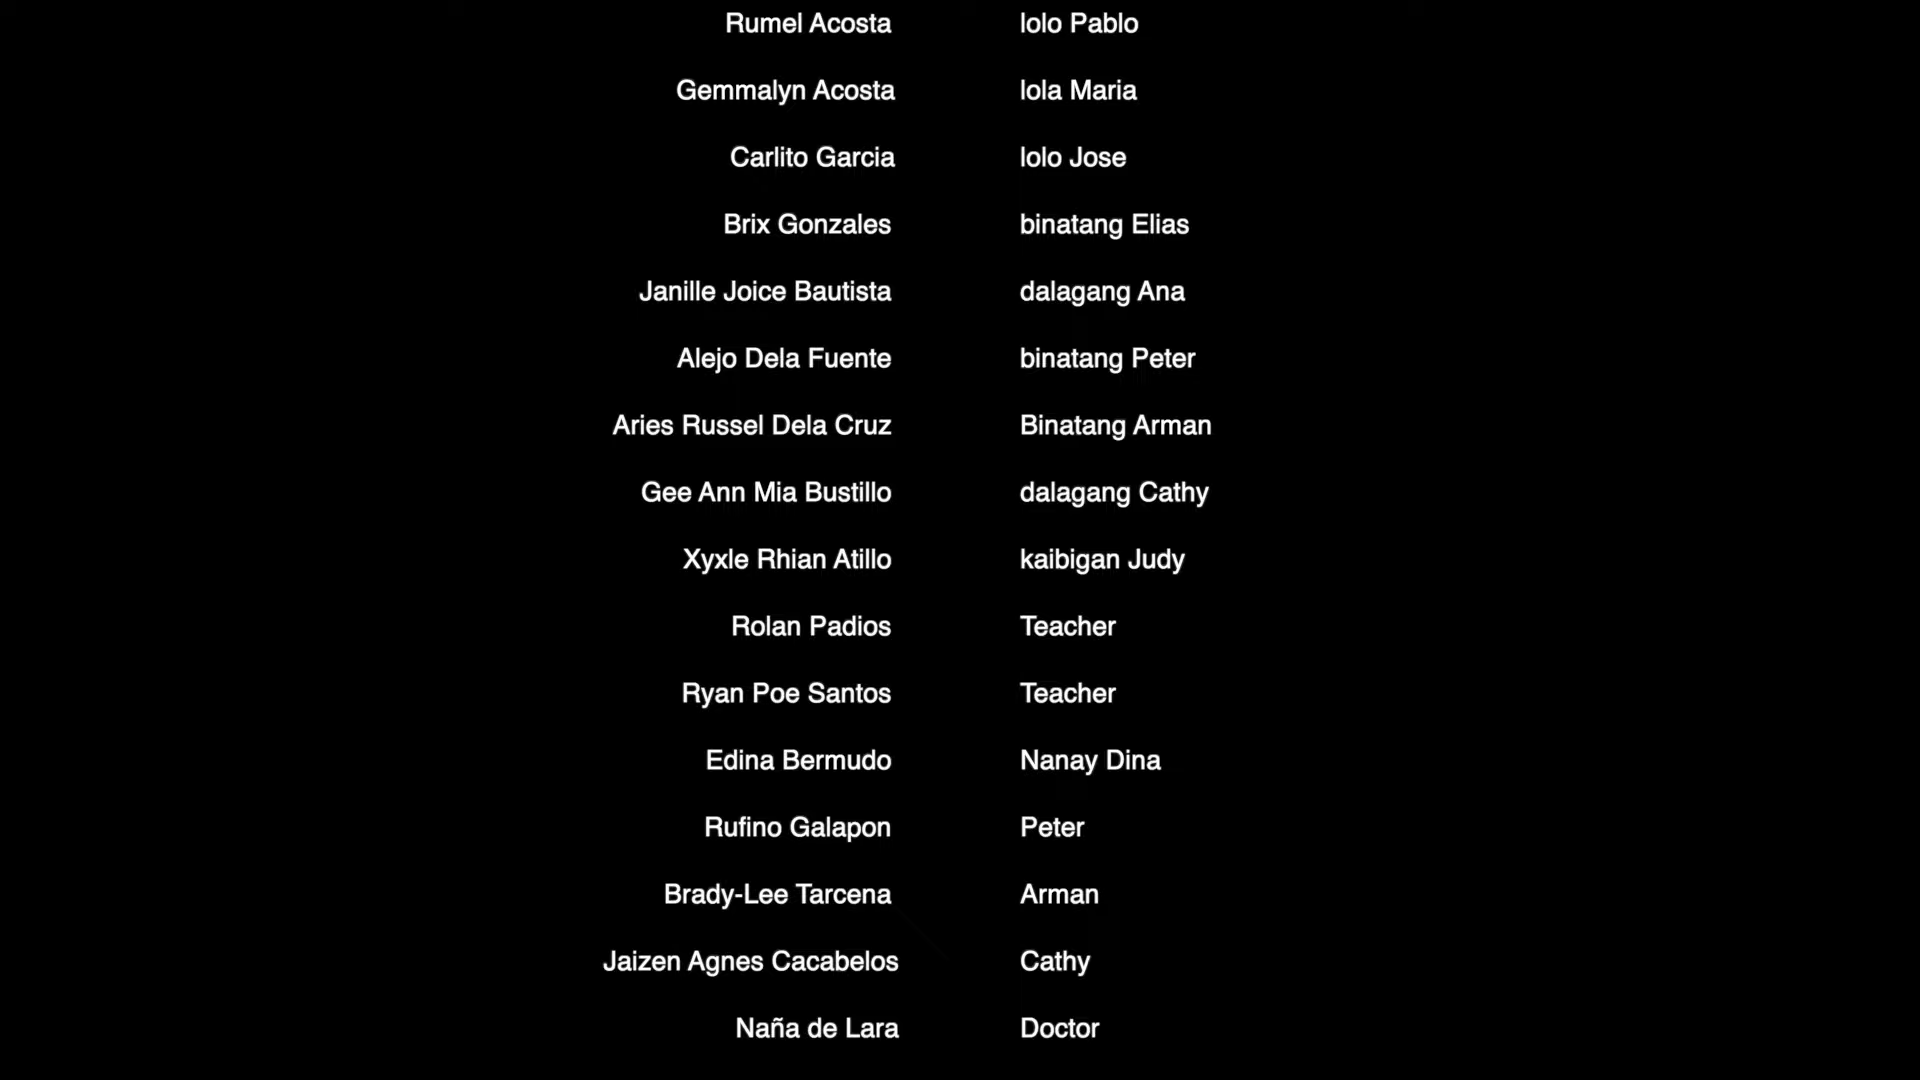 Rumel Acosta lolo Pablo
Gemmalyn Acosta lola Maria
Carlito Garcia lolo Jose
Brix Gonzales binatang Elias
Janille Joice Bautista dalagang Ana
Alejo Dela Fuente binatang Peter
Aries Russel Dela Cruz Binatang Arman
Gee Ann Mia Bustillo dalagang Cathy
Xyxle Rhian Atillo kaibigan Judy
Rolan Padios Teacher
Ryan Poe Santos Teacher
Edina Bermudo Nanay Dina
Rufino Galapon Peter
Brady-Lee Tarcena Arman
Jaizen Agnes Cacabelos Cathy
Naña de Lara Doctor